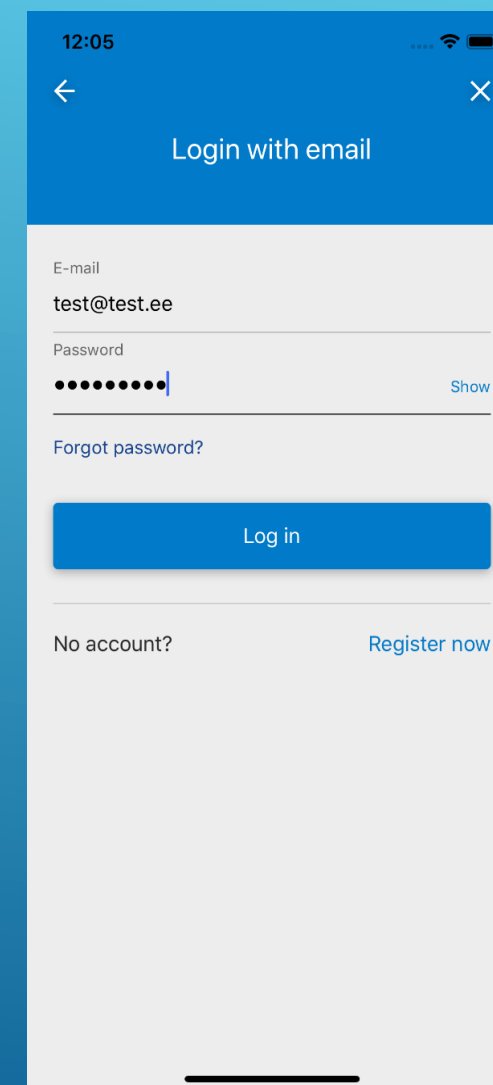 12:05
Login with email
E-mail
test@test.ee
Password
•••••••••
Show
Forgot password?
Log in
No account?
Register now